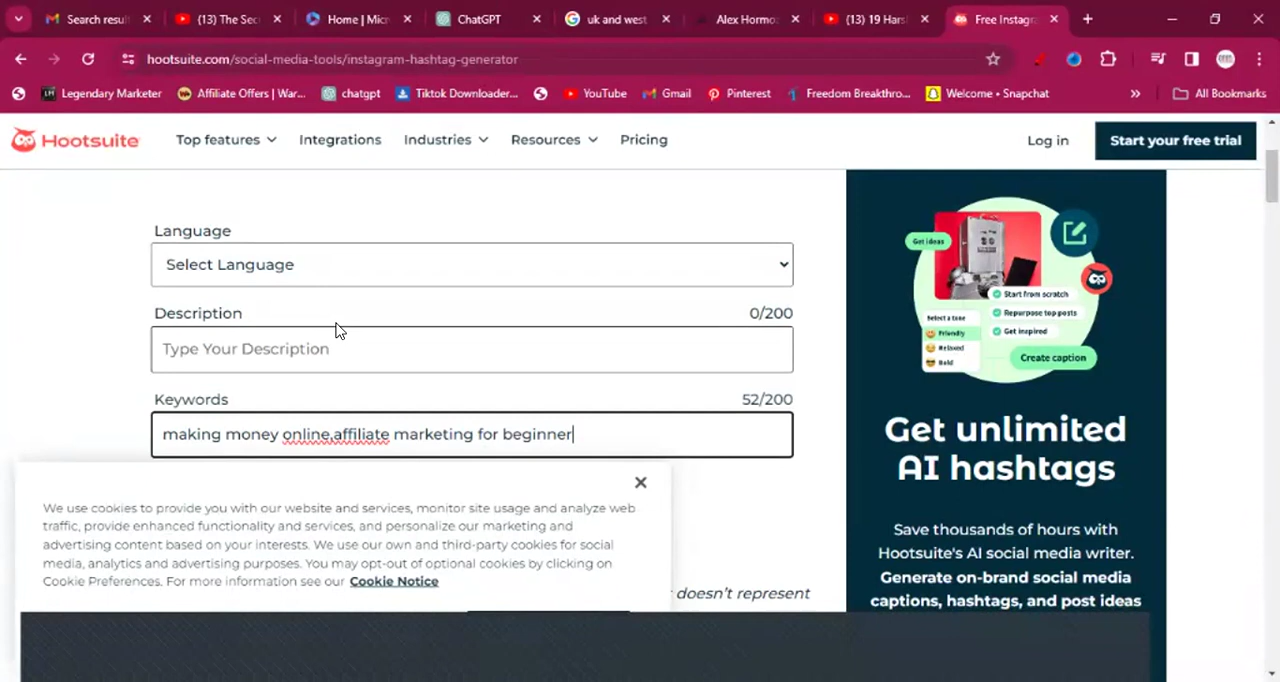 Search resul
(13) The Sec
Home | Micr
ChatGPT
uk and west
Alex Hormoz
(13) 19 Hars
Free Instagra
hootsuite.com/social-media-tools/instagram-hashtag-generator
Legendary Marketer
Affiliate Offers | War...
chatgpt
Tiktok Downloader...
YouTube
Gmail
Pinterest
Freedom Breakthro...
Welcome • Snapchat
»
All Bookmarks
Hootsuite
Top features
Integrations
Industries
Resources
Pricing
Log in
Start your free trial
Language
Select Language
Description
0/200
Type Your Description
Keywords
52/200
making money online,affiliate marketing for beginner
We use cookies to provide you with our website and services, monitor site usage and analyze web
traffic, provide enhanced functionality and services, and personalize our marketing and
advertising content based on your interests. We use our own and third-party cookies for social
media, analytics and advertising purposes. You may opt-out of optional cookies by clicking on
Cookie Preferences. For more information see our Cookie Notice
doesn't represent
Get ideas
Start from scratch
Repurpose top posts
Get inspired
Select a tone
Friendly
Relaxed
Bold
Create caption
Get unlimited
AI hashtags
Save thousands of hours with
Hootsuite's AI social media writer.
Generate on-brand social media
captions, hashtags, and post ideas